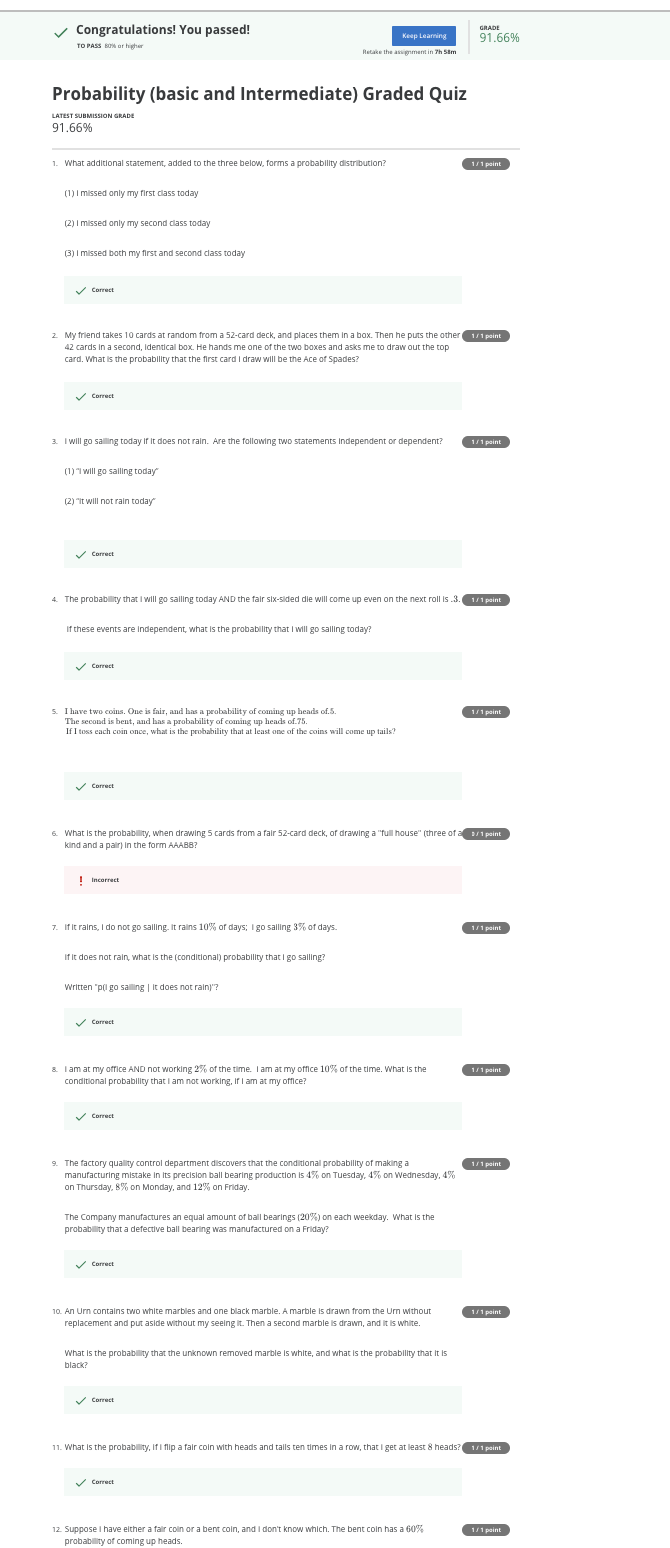 Congratulations! You passed!
TO PASS 80% or higher
Keep Learning
Retake the assignment in 7h 58m
GRADE
91.66%
Probability (basic and Intermediate) Graded Quiz
LATEST SUBMISSION GRADE
91.66%
1. What additional statement, added to the three below, forms a probability distribution?
1 / 1 point
(1) I missed only my first class today
(2) I missed only my second class today
(3) I missed both my first and second class today
Correct
2. My friend takes 10 cards at random from a 52-card deck, and places them in a box. Then he puts the other
1 / 1 point
42 cards in a second, identical box. He hands me one of the two boxes and asks me to draw out the top
card. What is the probability that the first card I draw will be the Ace of Spades?
Correct
3. I will go sailing today if it does not rain. Are the following two statements independent or dependent?
1 / 1 point
(1) "I will go sailing today"
(2) "It will not rain today"
Correct
4. The probability that I will go sailing today AND the fair six-sided die will come up even on the next roll is .3.
1 / 1 point
If these events are independent, what is the probability that I will go sailing today?
Correct
5. I have two coins. One is fair, and has a probability of coming up heads of.5.
1 / 1 point
The second is bent, and has a probability of coming up heads of.75.
If I toss each coin once, what is the probability that at least one of the coins will come up tails?
Correct
6. What is the probability, when drawing 5 cards from a fair 52-card deck, of drawing a "full house" (three of a
0 / 1 point
kind and a pair) in the form AAABB?
Incorrect
7. If it rains, I do not go sailing. It rains 10% of days; I go sailing 3% of days.
1 / 1 point
If it does not rain, what is the (conditional) probability that I go sailing?
Written "p(I go sailing | it does not rain)"?
Correct
8. I am at my office AND not working 2% of the time. I am at my office 10% of the time. What is the
1 / 1 point
conditional probability that I am not working, if I am at my office?
Correct
9. The factory quality control department discovers that the conditional probability of making a
1 / 1 point
manufacturing mistake in its precision ball bearing production is 4% on Tuesday, 4% on Wednesday, 4%
on Thursday, 8% on Monday, and 12% on Friday.
The Company manufactures an equal amount of ball bearings (20%) on each weekday. What is the
probability that a defective ball bearing was manufactured on a Friday?
Correct
10. An Urn contains two white marbles and one black marble. A marble is drawn from the Urn without
1 / 1 point
replacement and put aside without my seeing it. Then a second marble is drawn, and it is white.
What is the probability that the unknown removed marble is white, and what is the probability that it is
black?
Correct
11. What is the probability, if I flip a fair coin with heads and tails ten times in a row, that I get at least 8 heads?
1 / 1 point
Correct
12. Suppose I have either a fair coin or a bent coin, and I don't know which. The bent coin has a 60%
1 / 1 point
probability of coming up heads.